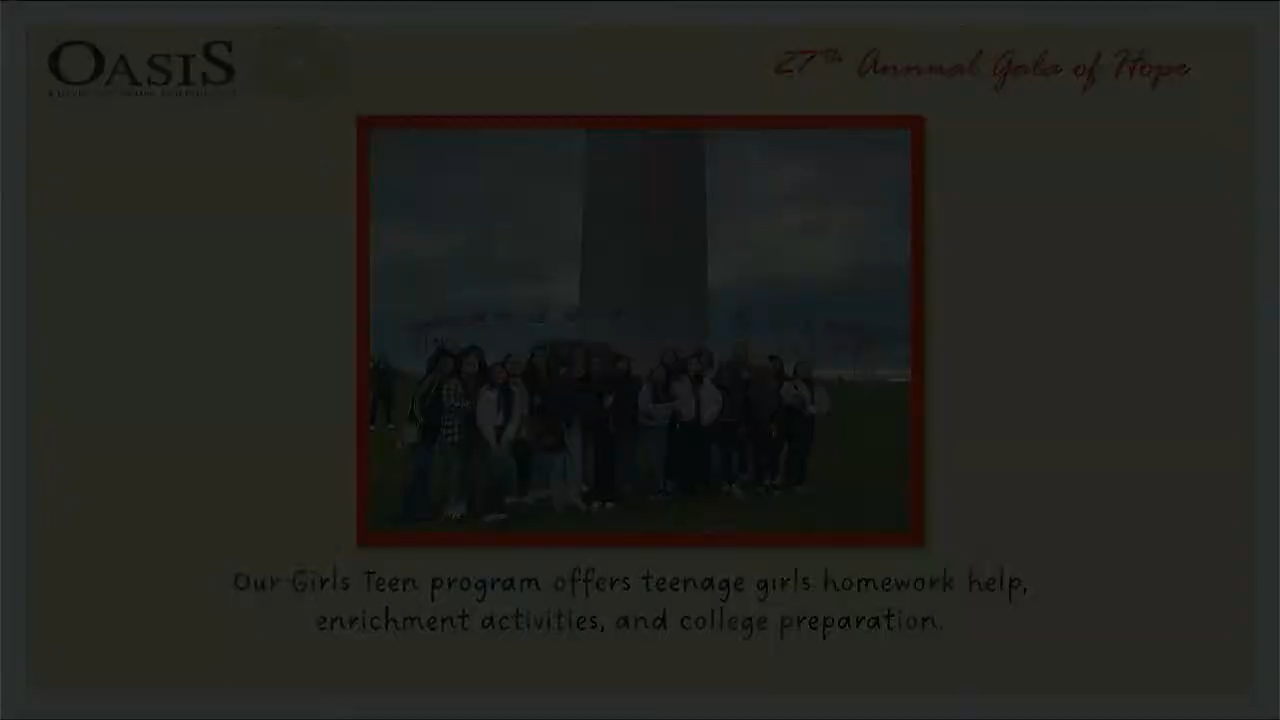 OASIS
27th Annual Gala of Hope
Our Girls Teen program offers teenage girls homework help,
enrichment activities, and college preparation.